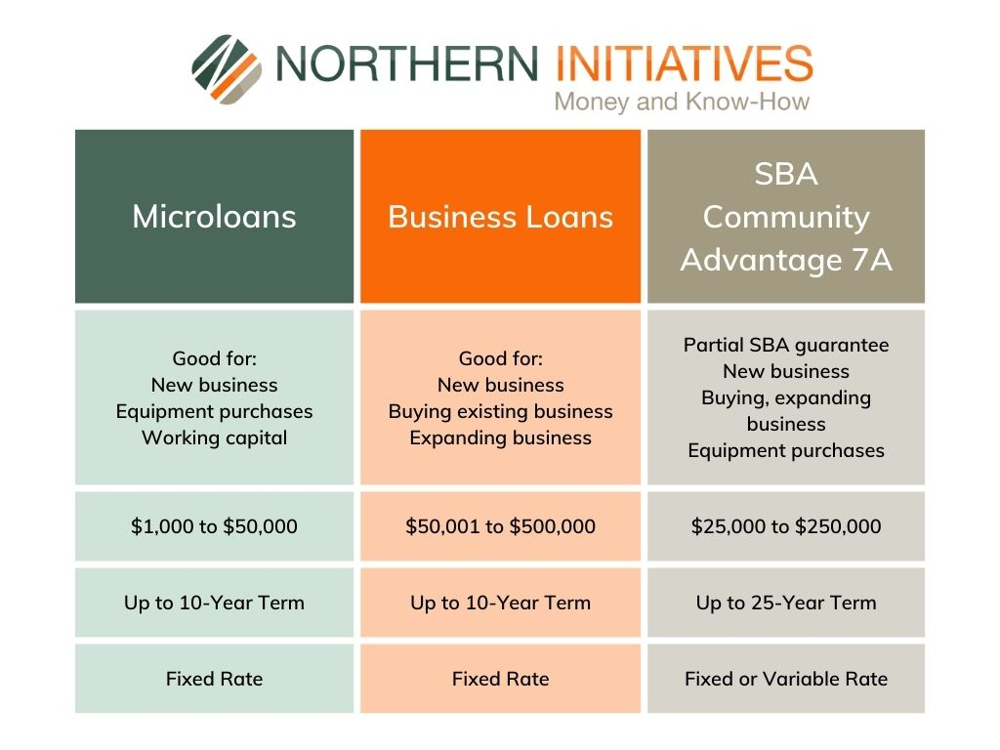 NORTHERN INITIATIVES
Money and Know-How
Microloans
Business Loans
SBA
Community
Advantage 7A
Good for:
New business
Equipment purchases
Working capital
Good for:
New business
Buying existing business
Expanding business
Partial SBA guarantee
New business
Buying, expanding
business
Equipment purchases
$1,000 to $50,000
$50,001 to $500,000
$25,000 to $250,000
Up to 10-Year Term
Up to 10-Year Term
Up to 25-Year Term
Fixed Rate
Fixed Rate
Fixed or Variable Rate